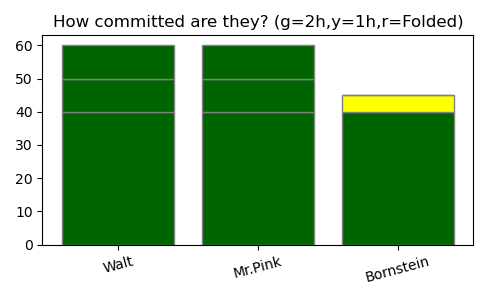 How committed are they? (g=2h,y=1h,r=Folded)
60
50
40
30
20
10
0
Walt
Mr.Pink
Bornstein